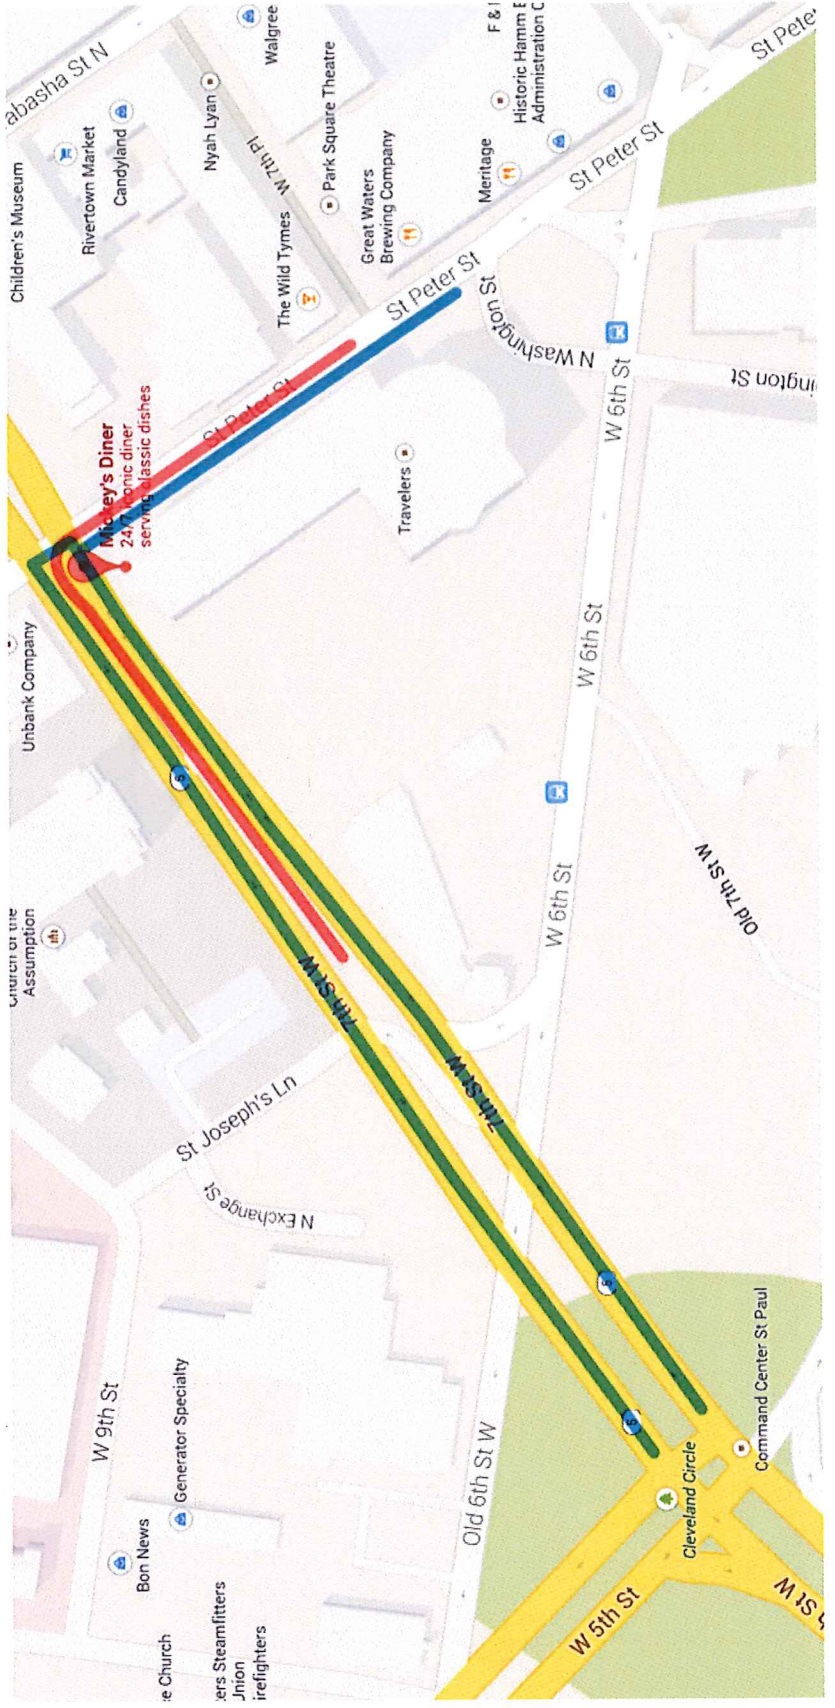 abasha St N
Walgree
F & I
St Pete
Children's Museum
Rivertown Market
Candyland
Nyah Lyan
W 7th Pl
Park Square Theatre
Historic Hamm B
Administration C
Meritage
St Peter St
Great Waters
Brewing Company
The Wild Tymes
St Peter St
N Washington St
W 6th St
ington St
St Peter St
Mickey's Diner
24/7 iconic diner
serving classic dishes
Travelers
Unbank Company
5
W 6th St
Church of the
Assumption
7th St W
W 6th St
Old 7th St W
7th St W
St Joseph's Ln
N Exchange St
5
5
W 9th St
Generator Specialty
Bon News
Old 6th St W
Cleveland Circle
Command Center St Paul
W 5th St
h St W
e Church
ers Steamfitters
Union
irefighters